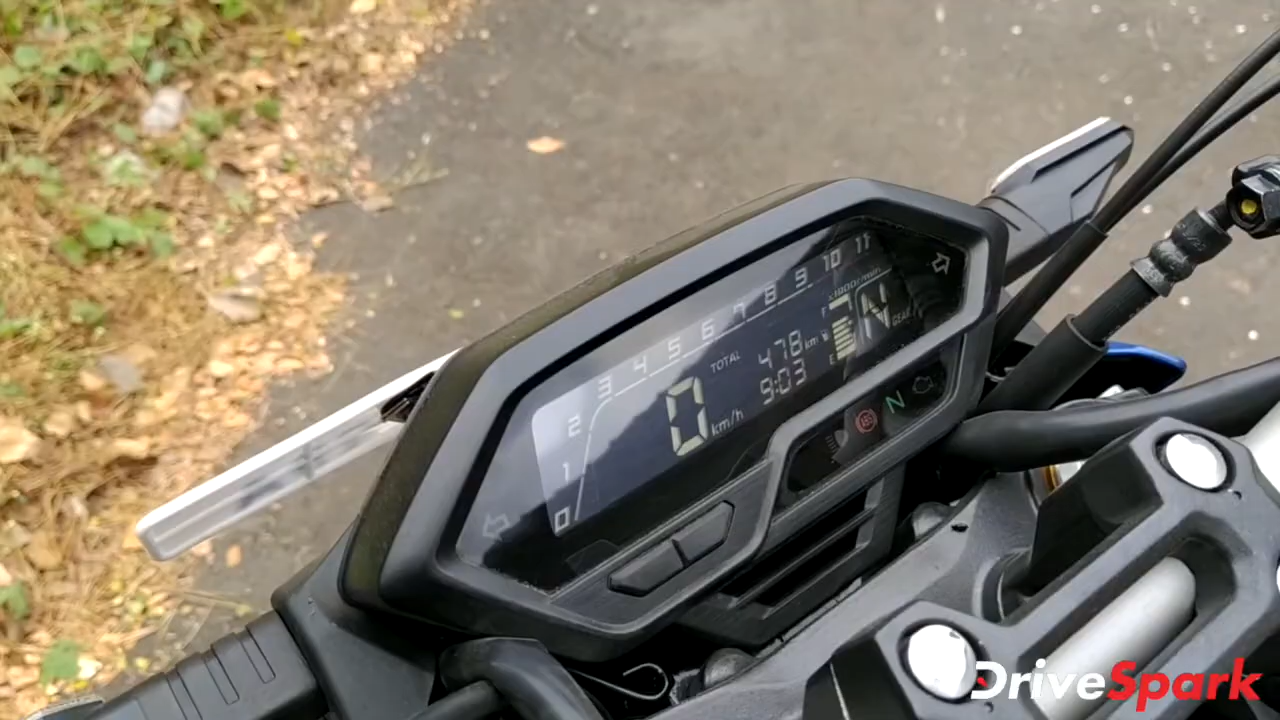 0 1 2 3 4 5 6 7 8 9 10 11
x1000r/min
TOTAL 478 km
9:03
0 km/h
F
E
N
GEAR
N
DriveSpark